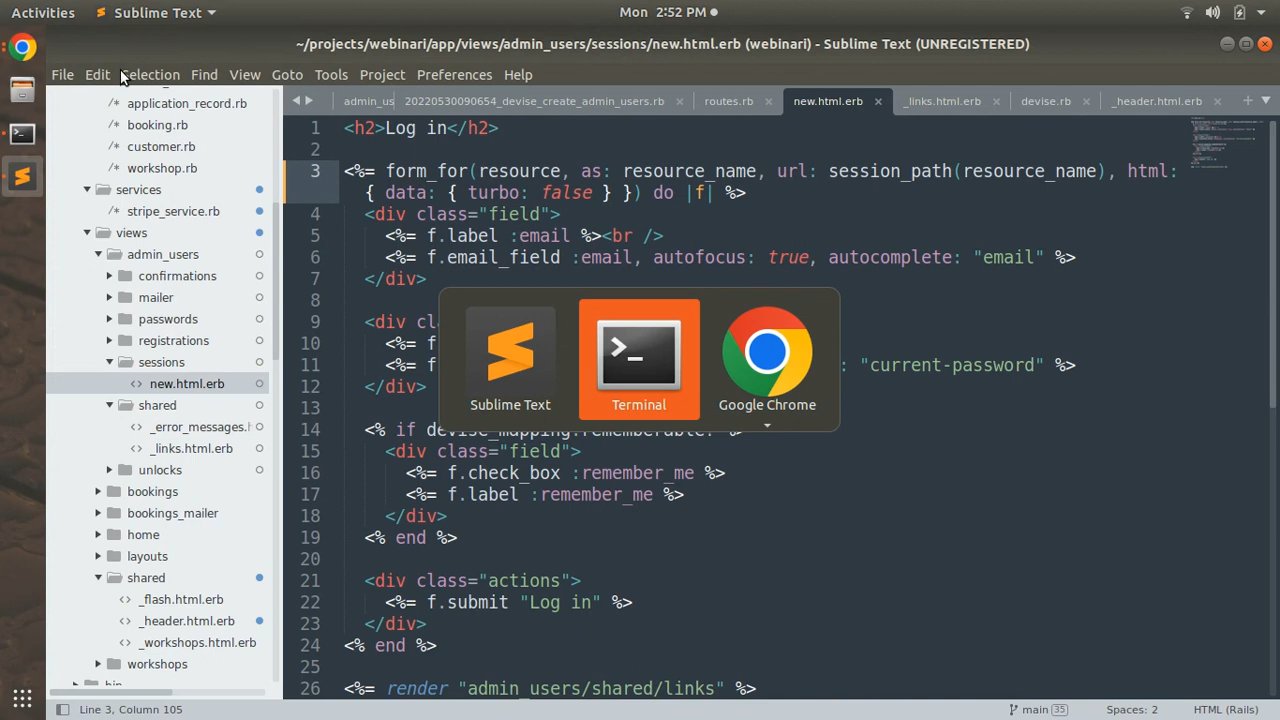 Activities Sublime Text Mon 2:52 PM
~/projects/webinari/app/views/admin_users/sessions/new.html.erb (webinari) - Sublime Text (UNREGISTERED)
File Edit Selection Find View Goto Tools Project Preferences Help
admin_us 20220530090654_devise_create_admin_users.rb routes.rb new.html.erb _links.html.erb devise.rb _header.html.erb
application_record.rb
booking.rb
customer.rb
workshop.rb
services
stripe_service.rb
views
admin_users
confirmations
mailer
passwords
registrations
sessions
new.html.erb
shared
_error_messages.
_links.html.erb
unlocks
bookings
bookings_mailer
home
layouts
shared
_flash.html.erb
_header.html.erb
_workshops.html.erb
workshops
1 <h2>Log in</h2>
2
3 <%= form_for(resource, as: resource_name, url: session_path(resource_name), html:
{ data: { turbo: false } }) do |f| %>
4 <div class="field">
5 <%= f.label :email %><br />
6 <%= f.email_field :email, autofocus: true, autocomplete: "email" %>
7 </div>
8
9 <div cl
10 <%= f
11 <%= f : "current-password" %>
12 </div>
13
14 <% if
15 <div class="field">
16 <%= f.check_box :remember_me %>
17 <%= f.label :remember_me %>
18 </div>
19 <% end %>
20
21 <div class="actions">
22 <%= f.submit "Log in" %>
23 </div>
24 <% end %>
25
26 <%= render "admin_users/shared/links" %>
Sublime Text Terminal Google Chrome
Line 3, Column 105 main 35 Spaces: 2 HTML (Rails)